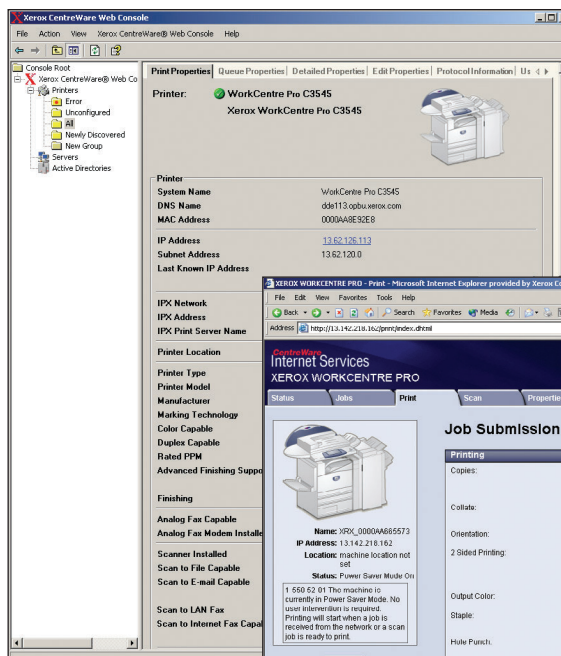 Xerox CentreWare Web Console
File Action View Xerox CentreWare® Web Console Help
Console Root
Xerox CentreWare® Web Co
Printers
Error
Unconfigured
All
Newly Discovered
New Group
Servers
Active Directories
Print Properties Queue Properties Detailed Properties Edit Properties Protocol Information Us
Printer: WorkCentre Pro C3545
Xerox WorkCentre Pro C3545
Printer
System Name WorkCentre Pro C3545
DNS Name dde113.opbu.xerox.com
MAC Address 0000AA8E92E8
IP Address 13.62.126.113
Subnet Address 13.62.120.0
Last Known IP Address
IPX Network
IPX Address
IPX Print Server Name
Printer Location
Printer Type
Printer Model
Manufacturer
Marking Technology
Color Capable
Duplex Capable
Rated PPM
Advanced Finishing Suppo
Finishing
Analog Fax Capable
Analog Fax Modem Installe
Scanner Installed
Scan to File Capable
Scan to E-mail Capable
Scan to LAN Fax
Scan to Internet Fax Capal
XEROX WORKCENTRE PRO - Print - Microsoft Internet Explorer provided by Xerox Co
File Edit View Favorites Tools Help
Back Search Favorites Media
Address http://13.142.218.162/print/index.dhtml
CentreWare
Internet Services
XEROX WORKCENTRE PRO
Status Jobs Print Scan Propertie
Name: XRX_0000AA665573
IP Address: 13.142.218.162
Location: machine location not
set
Status: Power Saver Mode On
1 550 52 01 The machine is
currently in Power Saver Mode. No
user intervention is required.
Printing will start when a job is
received from the network or a scan
job is ready to print.
Job Submission
Printing
Copies:
Collate:
Orientation:
2 Sided Printing:
Output Color:
Staple:
Hole Punch: